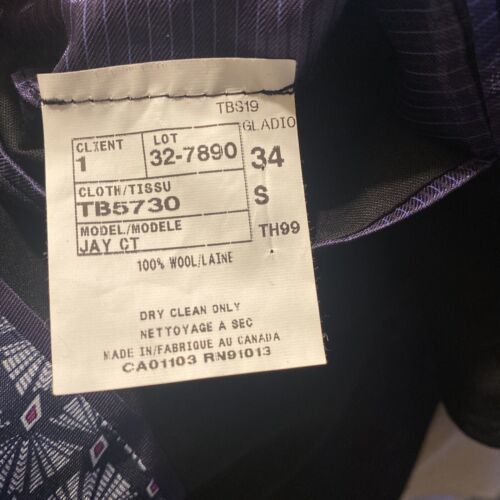 TBS19
GLADIO
CLIENT LOT
1 32-7890 34
CLOTH/TISSU
TB5730 S
MODEL/MODELE
JAY CT TH99
100% WOOL/LAINE
DRY CLEAN ONLY
NETTOYAGE A SEC
MADE IN/FABRIQUE AU CANADA
CA01103 RN91013